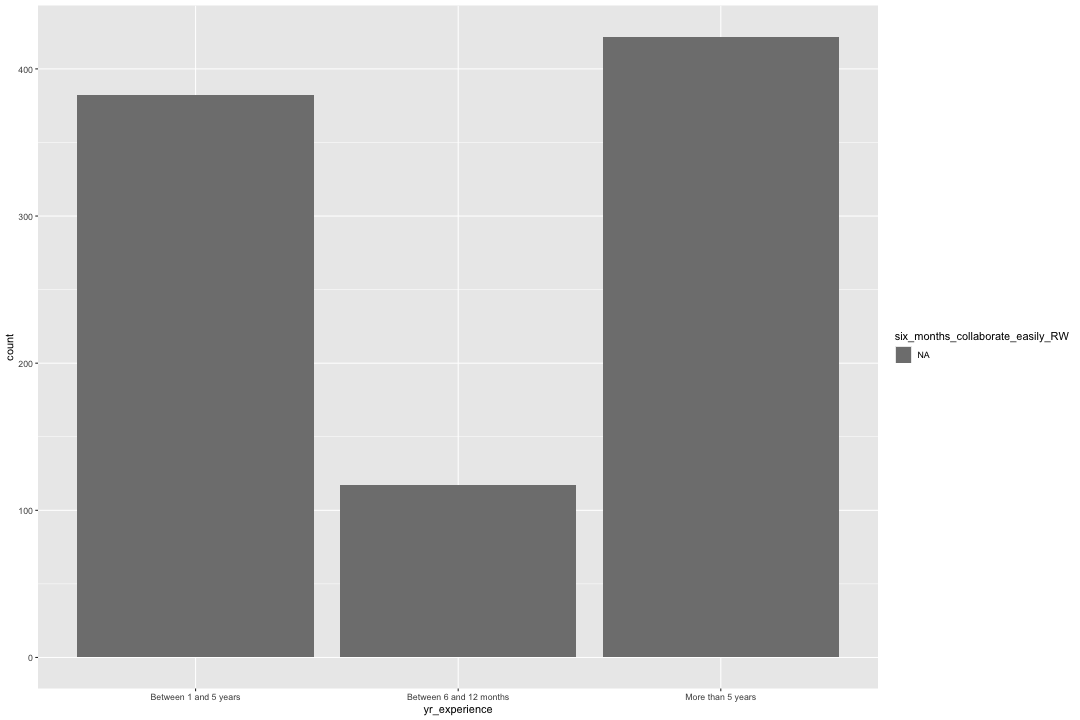 400
300
200
100
0
count
Between 1 and 5 years
Between 6 and 12 months
More than 5 years
yr_experience
six_months_collaborate_easily_RW
NA